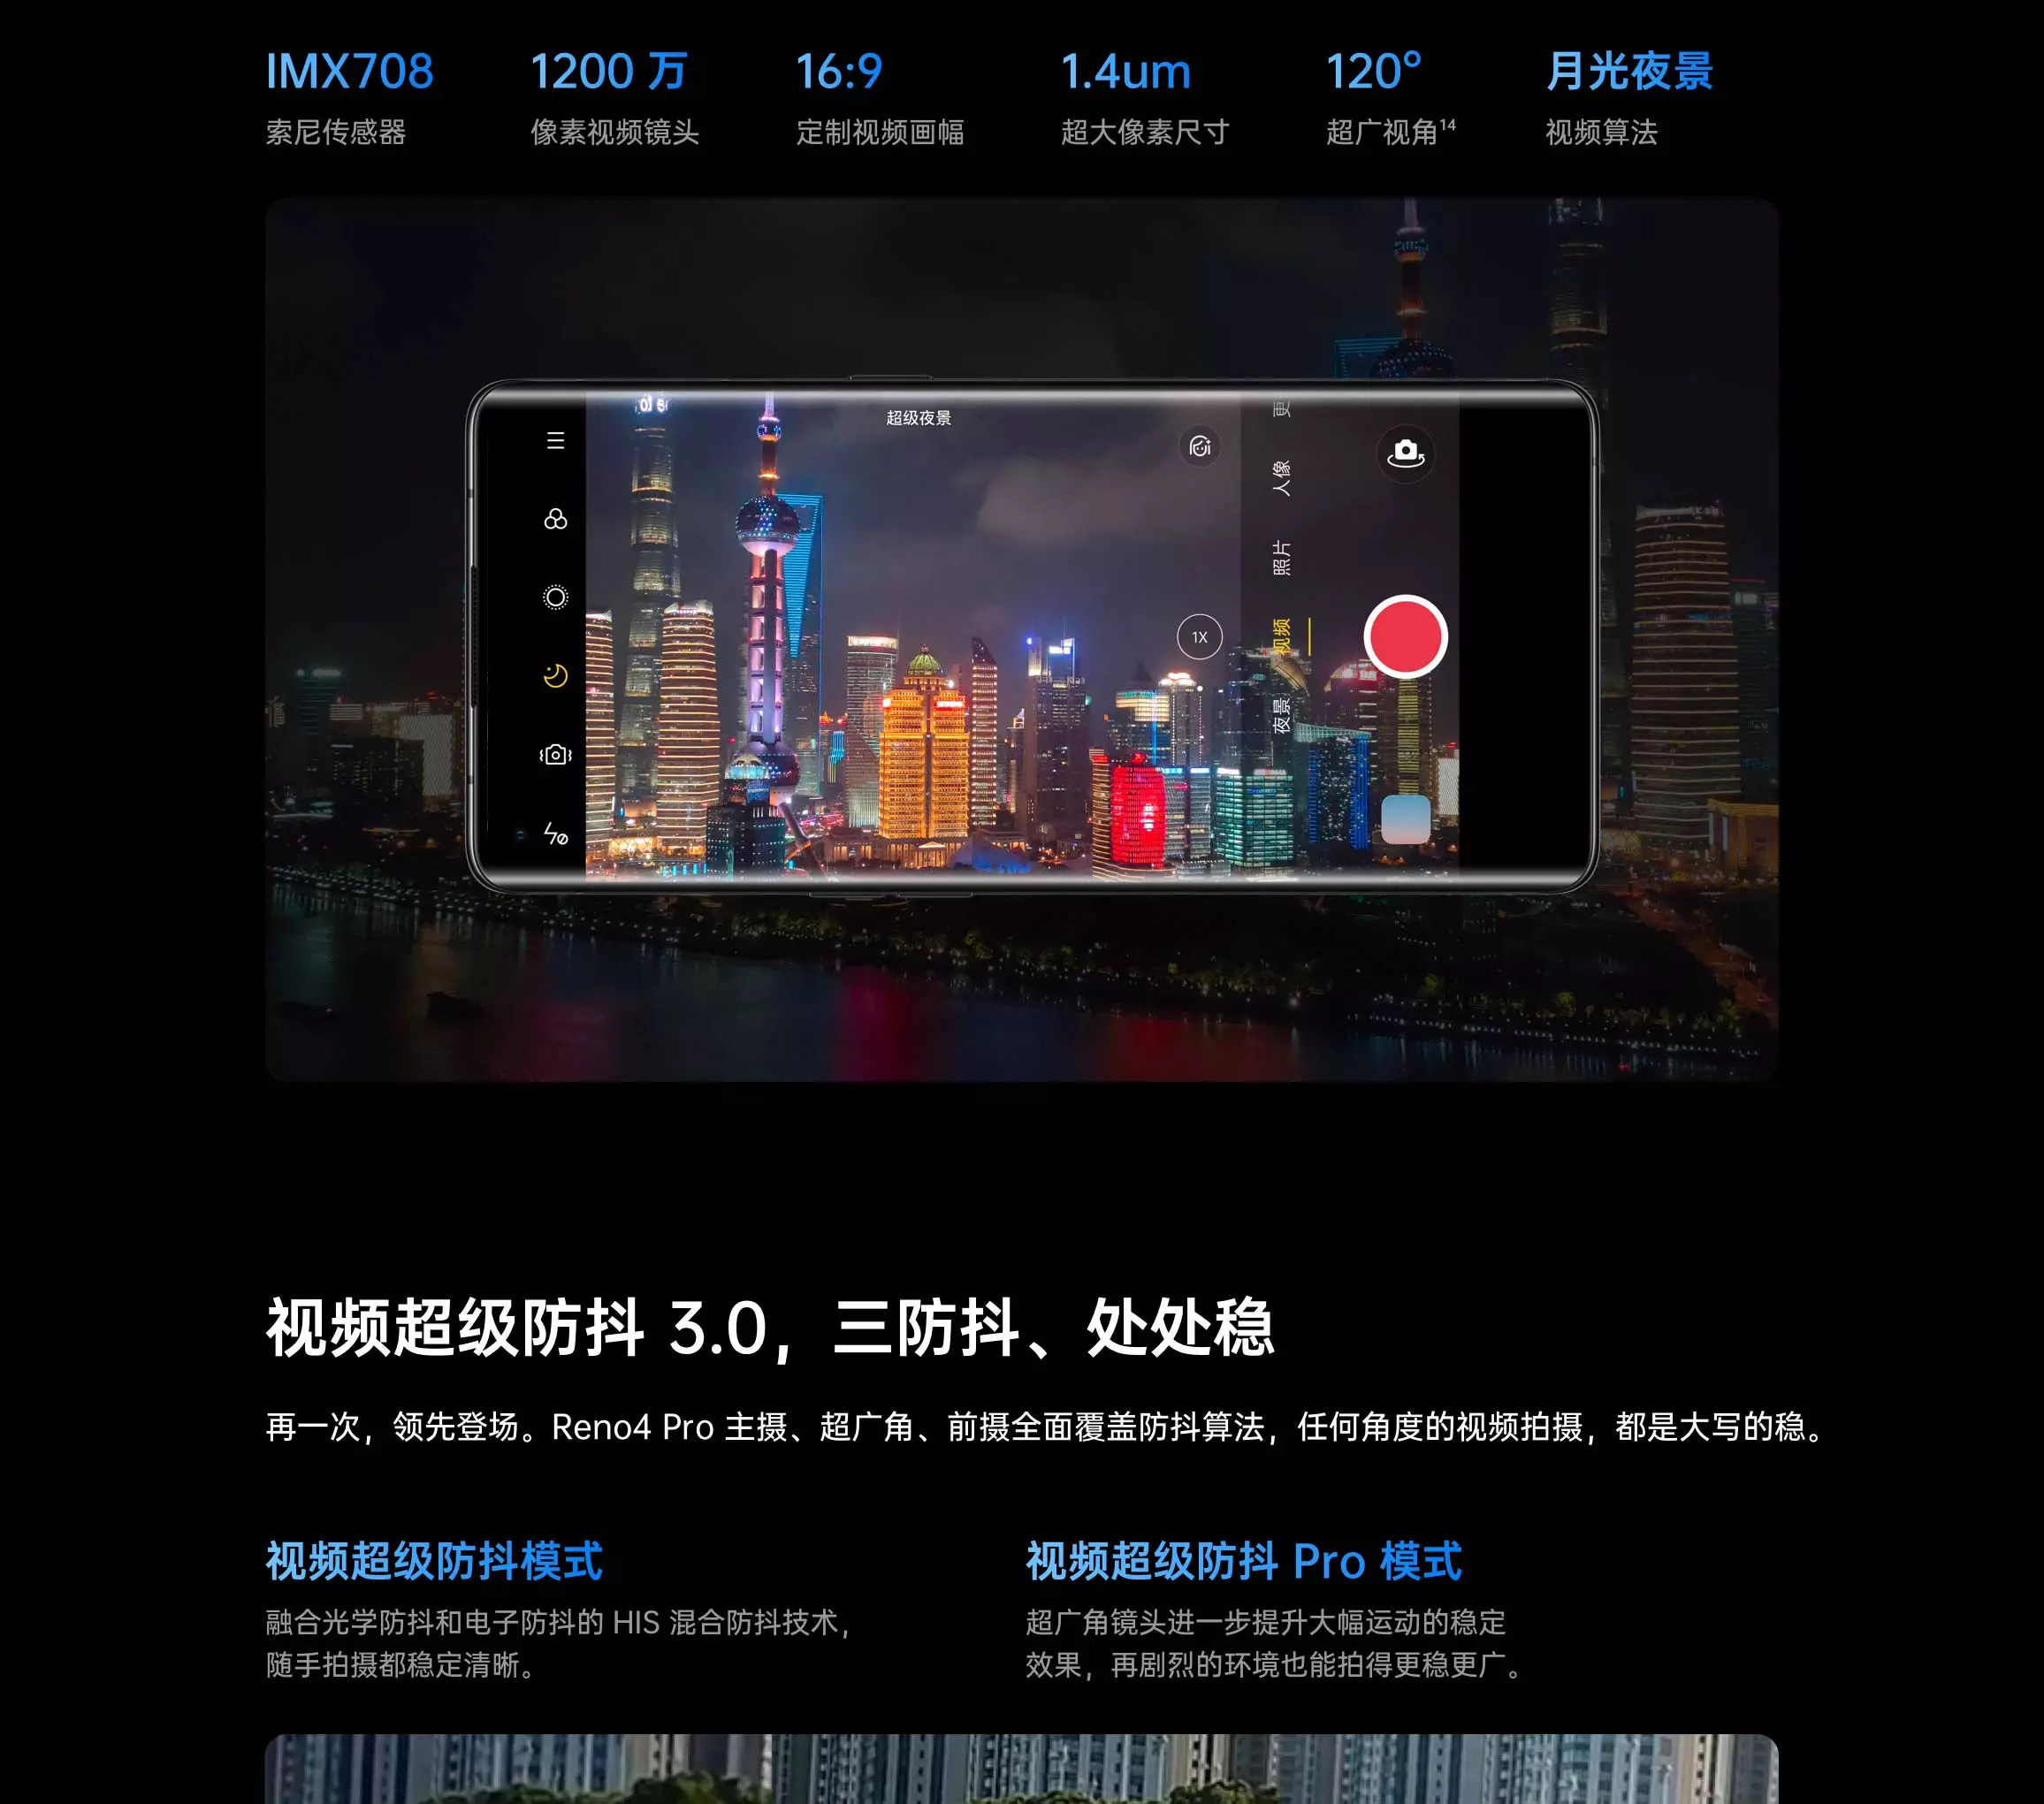 IMX708
索尼传感器
1200 万
像素视频镜头
16:9
定制视频画幅
1.4um
超大像素尺寸
120°
超广视角14
月光夜景
视频算法
超级夜景
更
人像
照片
视频
夜景
1X
视频超级防抖 3.0，三防抖、处处稳
再一次，领先登场。Reno4 Pro 主摄、超广角、前摄全面覆盖防抖算法，任何角度的视频拍摄，都是大写的稳。
视频超级防抖模式
融合光学防抖和电子防抖的 HIS 混合防抖技术，
随手拍摄都稳定清晰。
视频超级防抖 Pro 模式
超广角镜头进一步提升大幅运动的稳定
效果，再剧烈的环境也能拍得更稳更广。